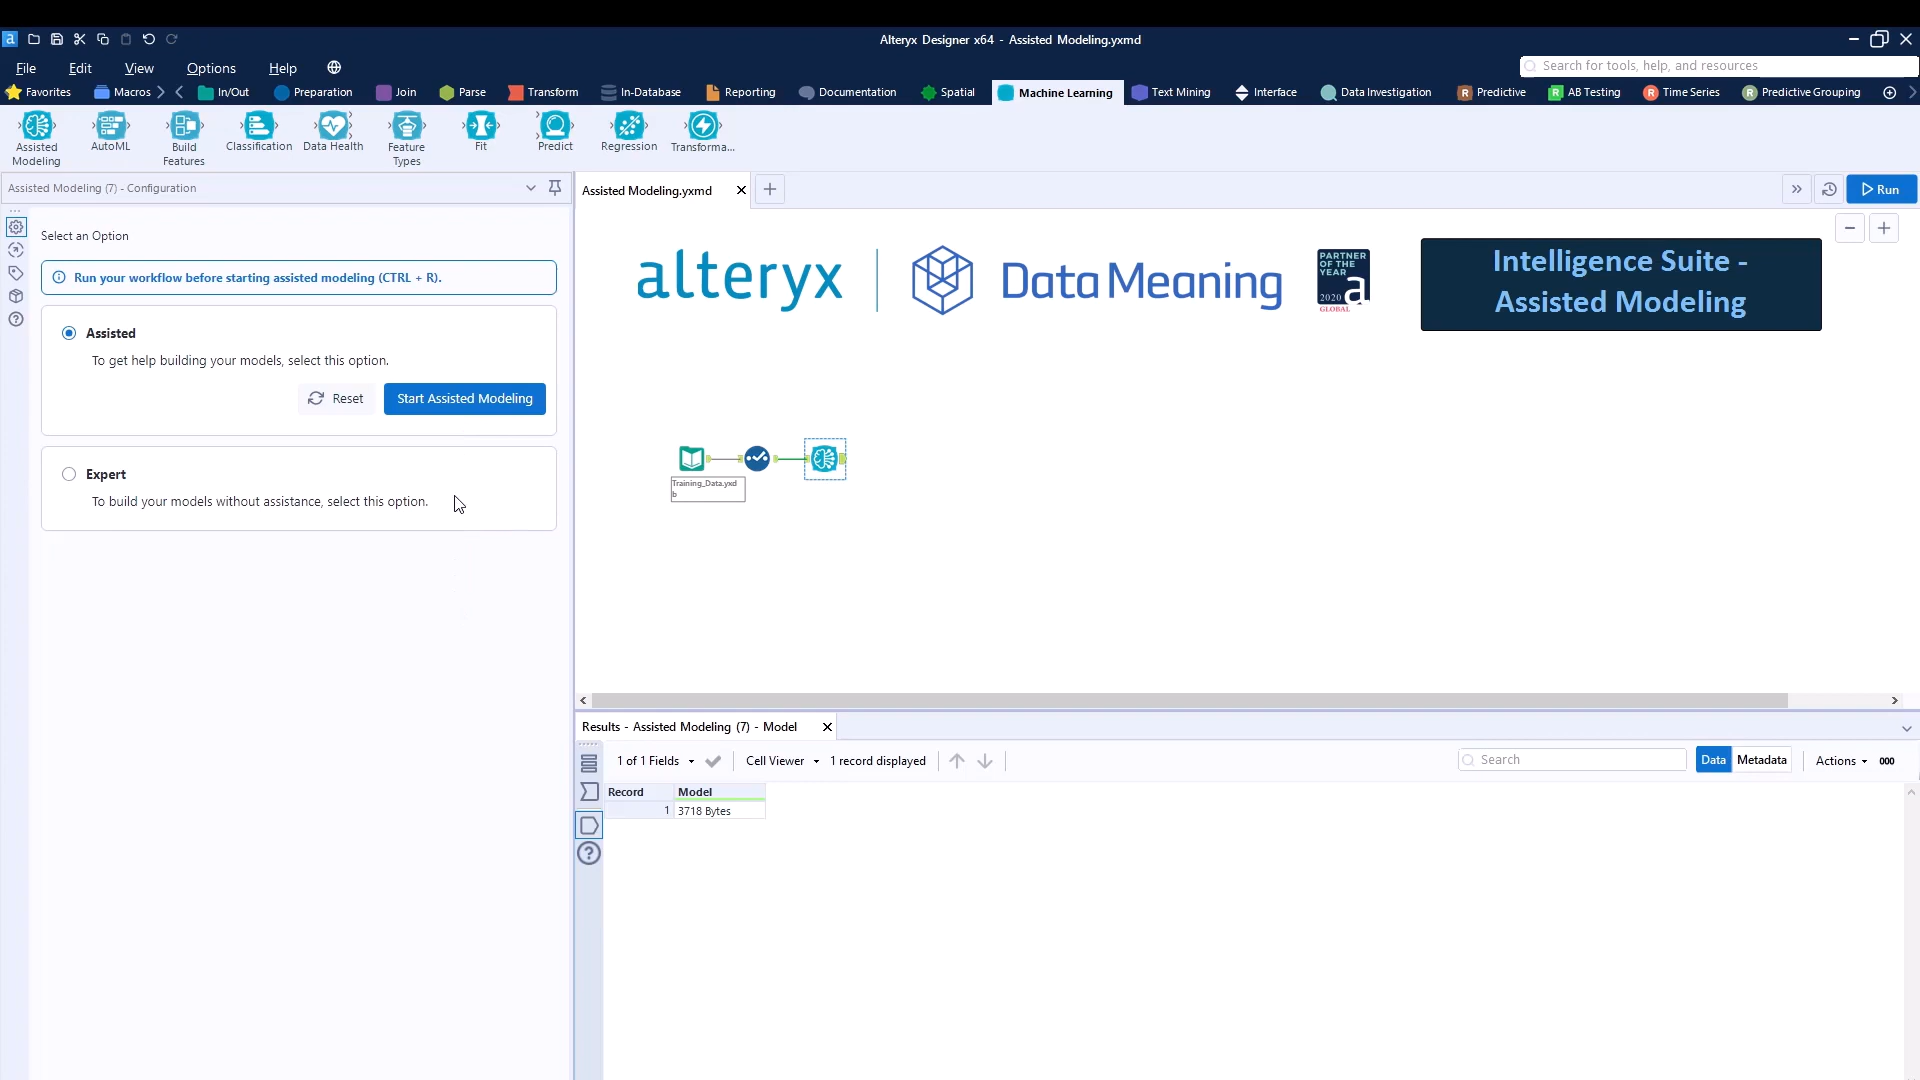 a
Alteryx Designer x64 - Assisted Modeling.yxmd
File Edit View Options Help
Search for tools, help, and resources
Favorites Macros In/Out Preparation Join Parse Transform In-Database Reporting Documentation Spatial Machine Learning Text Mining Interface Data Investigation Predictive AB Testing Time Series Predictive Grouping
Assisted Modeling
AutoML
Build Features
Classification
Data Health
Feature Types
Fit
Predict
Regression
Transforma...
Assisted Modeling (7) - Configuration
Select an Option
Run your workflow before starting assisted modeling (CTRL + R).
Assisted
To get help building your models, select this option.
Reset Start Assisted Modeling
Expert
To build your models without assistance, select this option.
Assisted Modeling.yxmd
Run
alteryx
Data Meaning
PARTNER
OF THE
YEAR
2020 a
GLOBAL
Intelligence Suite -
Assisted Modeling
Training_Data.yxd
b
Results - Assisted Modeling (7) - Model
1 of 1 Fields Cell Viewer 1 record displayed Search Data Metadata Actions 000
Record Model
1 3718 Bytes